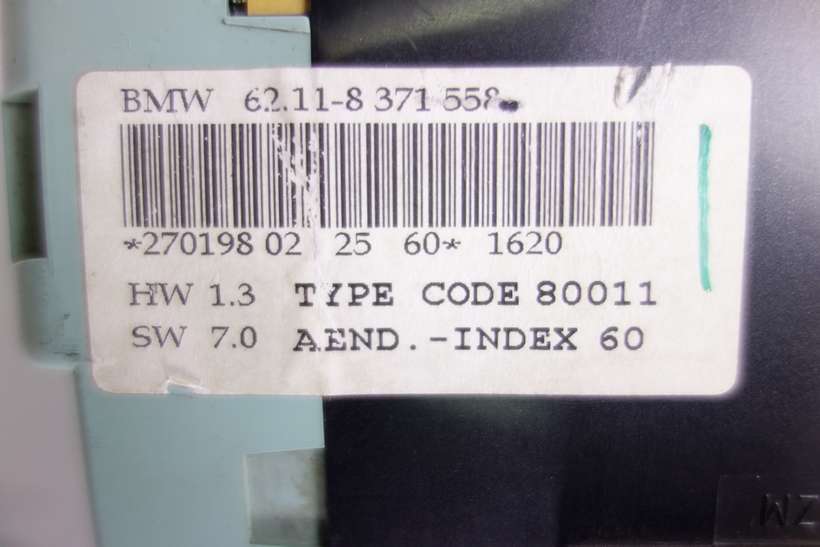 BMW 62.11-8 371 558
*270198 02 25 60* 1620
HW 1.3 TYPE CODE 80011
SW 7.0 AEND.-INDEX 60